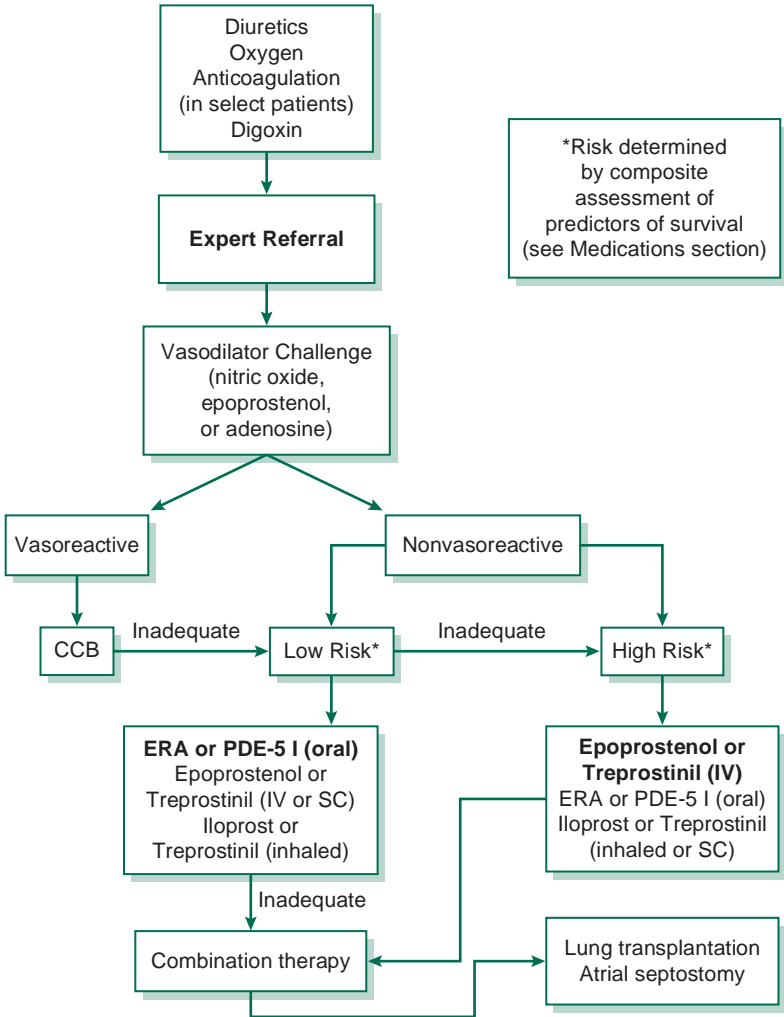 Diuretics
Oxygen
Anticoagulation
(in select patients)
Digoxin
*Risk determined
by composite
assessment of
predictors of survival
(see Medications section)
Expert Referral
Vasodilator Challenge
(nitric oxide,
epoprostenol,
or adenosine)
Vasoreactive
Nonvasoreactive
CCB
Inadequate
Low Risk*
Inadequate
High Risk*
ERA or PDE-5 I (oral)
Epoprostenol or
Treprostinil (IV or SC)
Iloprost or
Treprostinil (inhaled)
Epoprostenol or
Treprostinil (IV)
ERA or PDE-5 I (oral)
Iloprost or Treprostinil
(inhaled or SC)
Inadequate
Combination therapy
Lung transplantation
Atrial septostomy